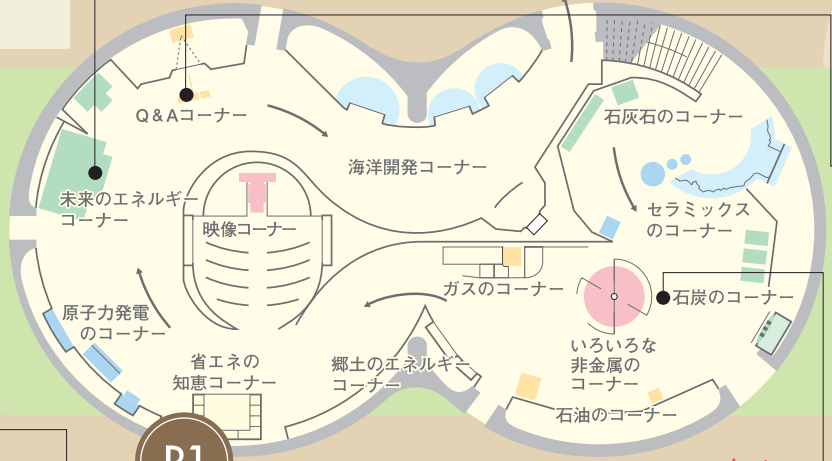 Q&Aコーナー
石灰石のコーナー
海洋開発コーナー
未来のエネルギー
コーナー
映像コーナー
セラミックス
のコーナー
ガスのコーナー
石炭のコーナー
原子力発電
のコーナー
いろいろな
非金属の
コーナー
省エネの
知恵コーナー
郷土のエネルギー
コーナー
石油のコーナー